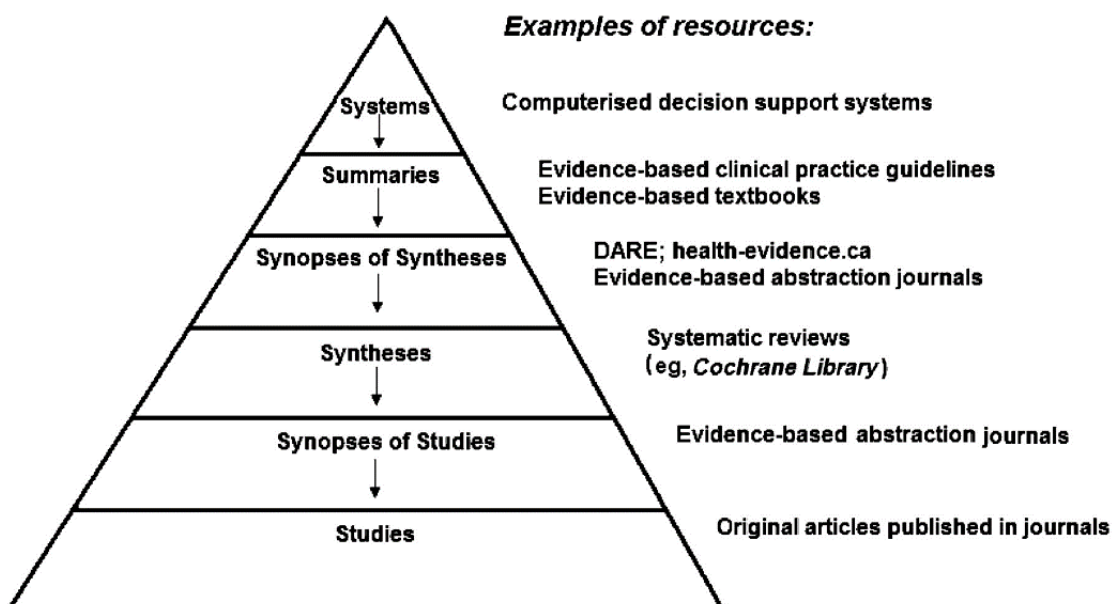 Examples of resources:
Systems
Computerised decision support systems
Summaries
Evidence-based clinical practice guidelines
Evidence-based textbooks
Synopses of Syntheses
DARE; health-evidence.ca
Evidence-based abstraction journals
Syntheses
Systematic reviews
(eg, Cochrane Library)
Synopses of Studies
Evidence-based abstraction journals
Studies
Original articles published in journals